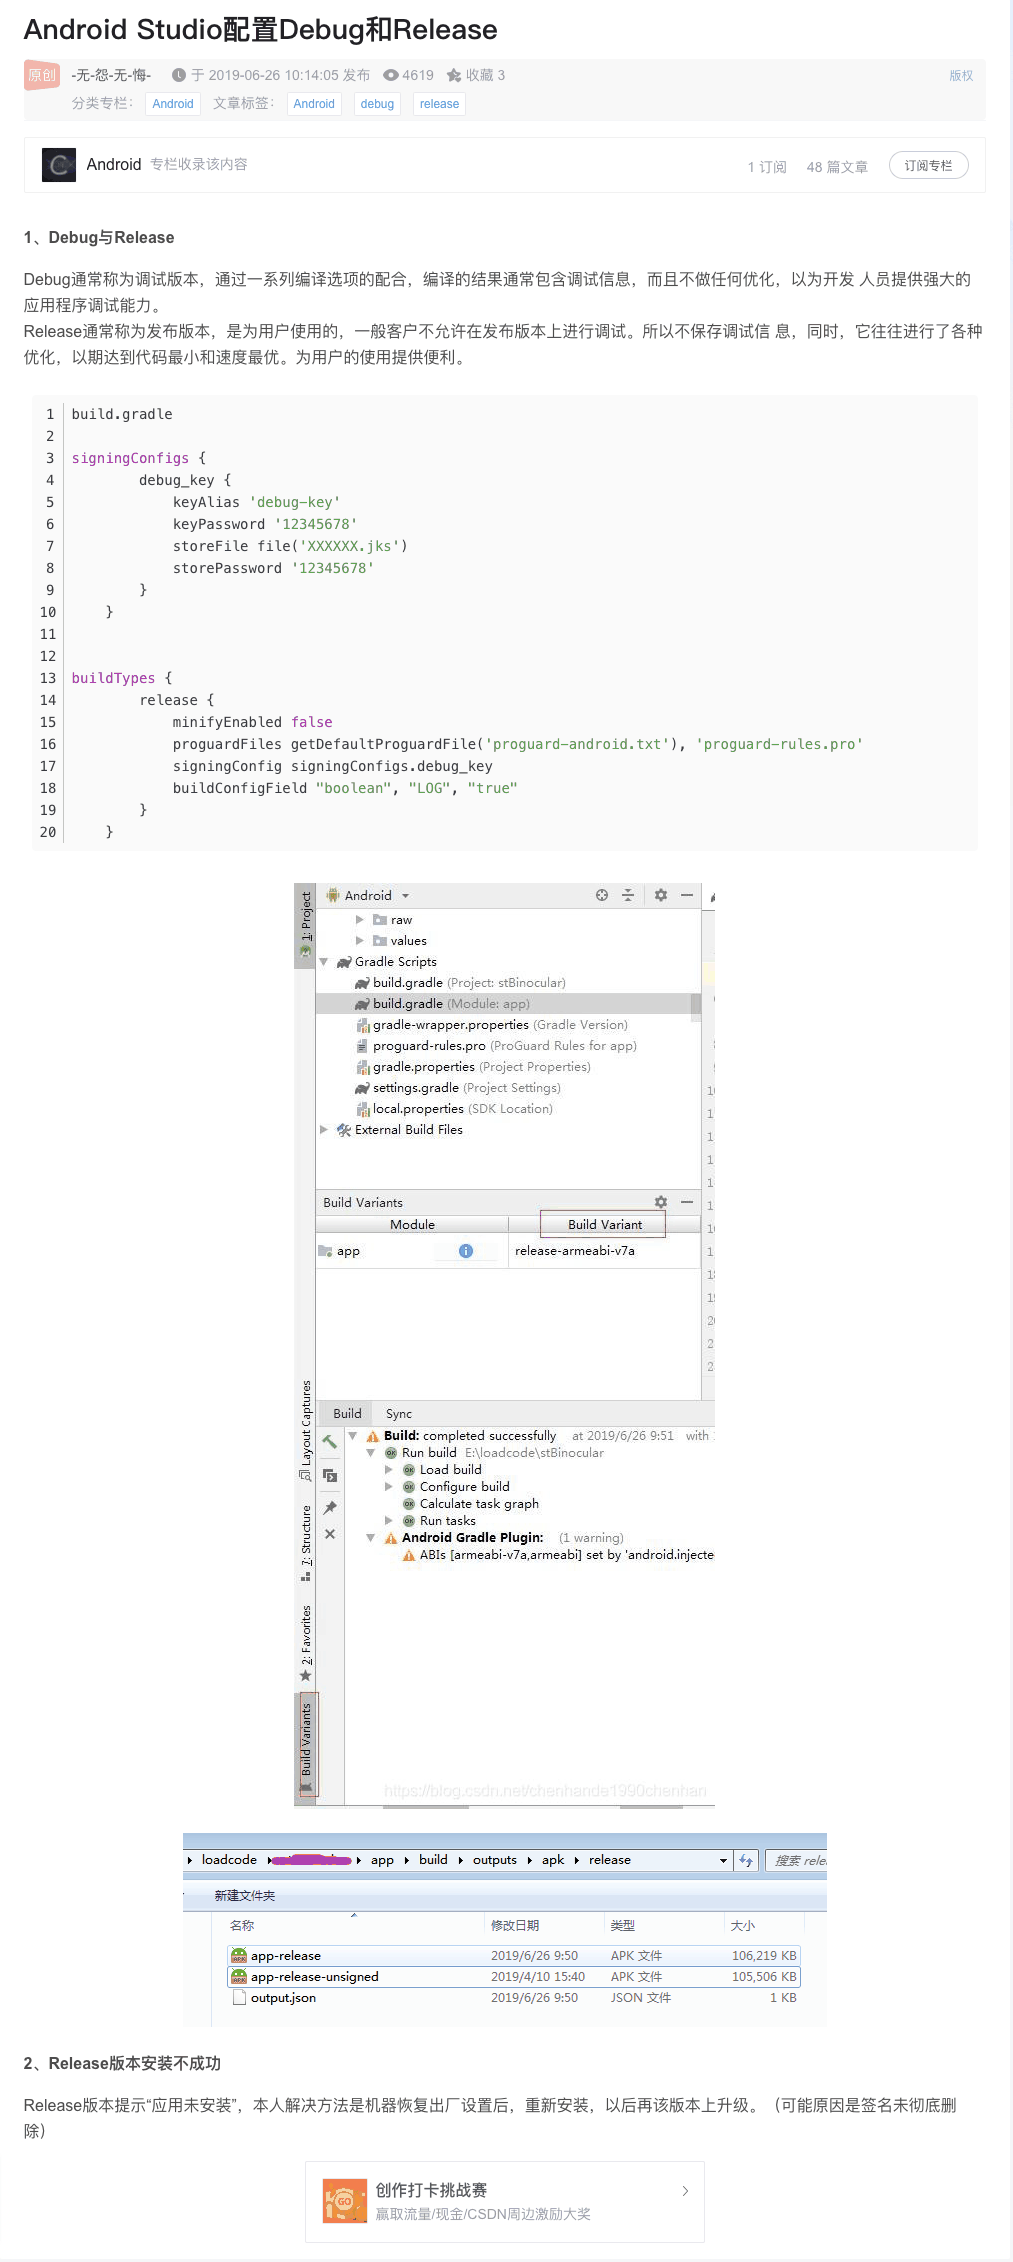 Android Studio配置Debug和Release
原创 -无-怨-无-悔- 于 2019-06-26 10:14:05 发布 4619 收藏 3 版权
分类专栏： Android 文章标签： Android debug release
Android 专栏收录该内容 1 订阅 48 篇文章 订阅专栏
1、Debug与Release
Debug通常称为调试版本，通过一系列编译选项的配合，编译的结果通常包含调试信息，而且不做任何优化，以为开发 人员提供强大的
应用程序调试能力。
Release通常称为发布版本，是为用户使用的，一般客户不允许在发布版本上进行调试。所以不保存调试信 息，同时，它往往进行了各种
优化，以期达到代码最小和速度最优。为用户的使用提供便利。
1 build.gradle
2
3 signingConfigs {
4 debug_key {
5 keyAlias 'debug-key'
6 keyPassword '12345678'
7 storeFile file('XXXXXX.jks')
8 storePassword '12345678'
9 }
10 }
11
12
13 buildTypes {
14 release {
15 minifyEnabled false
16 proguardFiles getDefaultProguardFile('proguard-android.txt'), 'proguard-rules.pro'
17 signingConfig signingConfigs.debug_key
18 buildConfigField "boolean", "LOG", "true"
19 }
20 }
1: Project
Android
raw
values
Gradle Scripts
build.gradle (Project: stBinocular)
build.gradle (Module: app)
gradle-wrapper.properties (Gradle Version)
proguard-rules.pro (ProGuard Rules for app)
gradle.properties (Project Properties)
settings.gradle (Project Settings)
local.properties (SDK Location)
External Build Files
Build Variants
Module Build Variant
app release-armeabi-v7a
Layout Captures
7: Structure
2: Favorites
Build Variants
Build Sync
Build: completed successfully at 2019/6/26 9:51 with
Run build E:\loadcode\stBinocular
Load build
Configure build
Calculate task graph
Run tasks
Android Gradle Plugin: (1 warning)
ABIs [armeabi-v7a,armeabi] set by 'android.injecte
https://blog.csdn.net/chenhande1990chenhan
loadcode app build outputs apk release 搜索 rele
新建文件夹
名称 修改日期 类型 大小
app-release 2019/6/26 9:50 APK 文件 106,219 KB
app-release-unsigned 2019/4/10 15:40 APK 文件 105,506 KB
output.json 2019/6/26 9:50 JSON 文件 1 KB
2、Release版本安装不成功
Release版本提示“应用未安装”，本人解决方法是机器恢复出厂设置后，重新安装，以后再该版本上升级。（可能原因是签名未彻底删
除）
GO 创作打卡挑战赛
赢取流量/现金/CSDN周边激励大奖